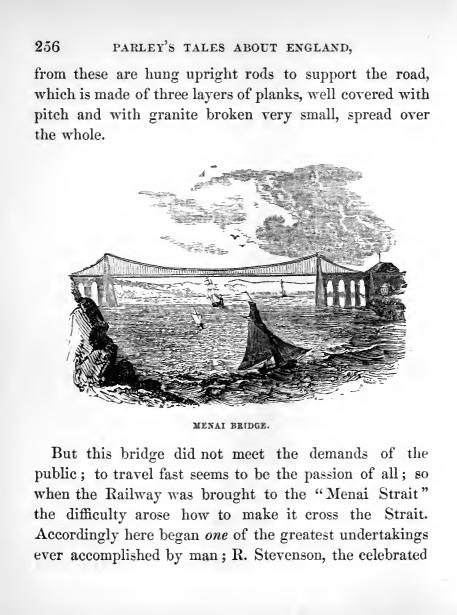 256 PARLEY'S TALES ABOUT ENGLAND,
from these are hung upright rods to support the road,
which is made of three layers of planks, well covered with
pitch and with granite broken very small, spread over
the whole.
MENAI BRIDGE.
But this bridge did not meet the demands of the
public; to travel fast seems to be the passion of all; so
when the Railway was brought to the "Menai Strait"
the difficulty arose how to make it cross the Strait.
Accordingly here began one of the greatest undertakings
ever accomplished by man; R. Stevenson, the celebrated